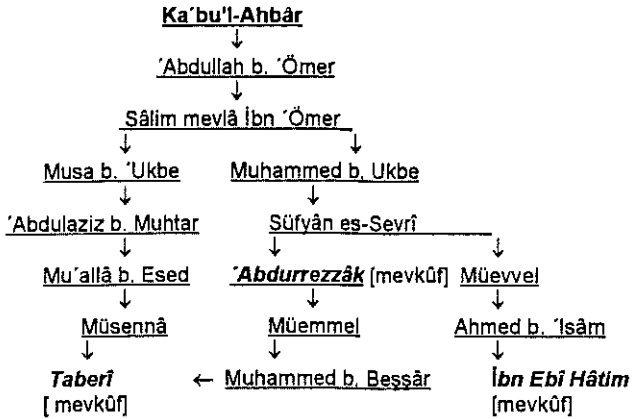 Ka´bu'l-Ahbâr
´Abdullah b. ´Ömer
Sâlim mevlâ İbn ´Ömer
Musa b. ´Ukbe Muhammed b. Ukbe
´Abdulaziz b. Muhtar Süfyân es-Sevrî
Mu´allâ b. Esed ´Abdurrezzâk [mevkûf] Müevvel
Müsennâ Müemmel Ahmed b. ´Isâm
Taberî ← Muhammed b. Beşşâr İbn Ebî Hâtim
[ mevkûf] [mevkûf]